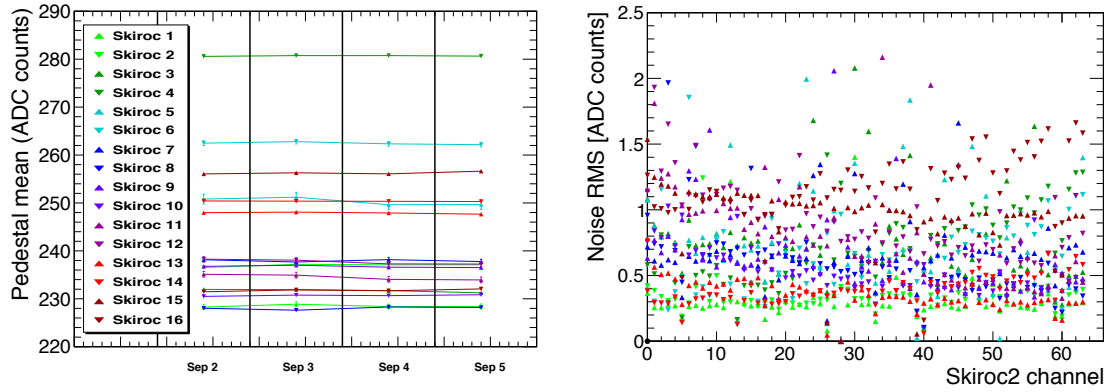 Pedestal mean (ADC counts)
290
280
270
260
250
240
230
220
Skiroc 1
Skiroc 2
Skiroc 3
Skiroc 4
Skiroc 5
Skiroc 6
Skiroc 7
Skiroc 8
Skiroc 9
Skiroc 10
Skiroc 11
Skiroc 12
Skiroc 13
Skiroc 14
Skiroc 15
Skiroc 16
Sep 2 Sep 3 Sep 4 Sep 5
Noise RMS [ADC counts)
2.5
2
1.5
1
0.5
0
0 10 20 30 40 50 60
Skiroc2 channel